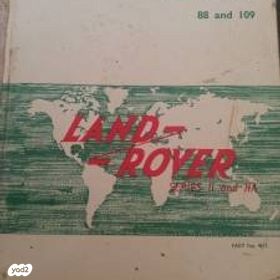 88 and 109
LAND-
-ROVER
SERIES II and IIA
yad2